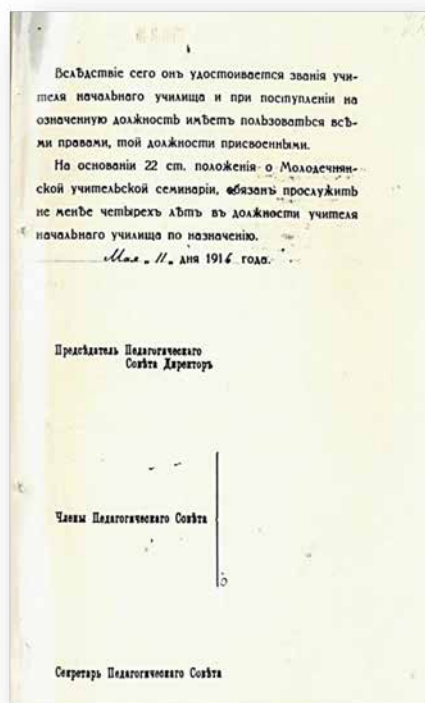 Вслѣдствіе сего онъ удостоивается званія учи-
теля начальнаго училища и при поступленіи на
означенную должность имѣетъ пользоваться всѣ-
ми правами, той должности присвоенными.
На основаніи 22 ст. положенія о Молодечнян-
ской учительской семинаріи, обязанъ прослужить
не менѣе четырехъ лѣтъ въ должности учителя
начальнаго училища по назначенію.
Мая „ 11 „ дня 1916 года.
Предсѣдатель Педагогическаго
Совѣта Директоръ
Члены Педагогическаго Совѣта
Секретарь Педагогическаго Совѣта